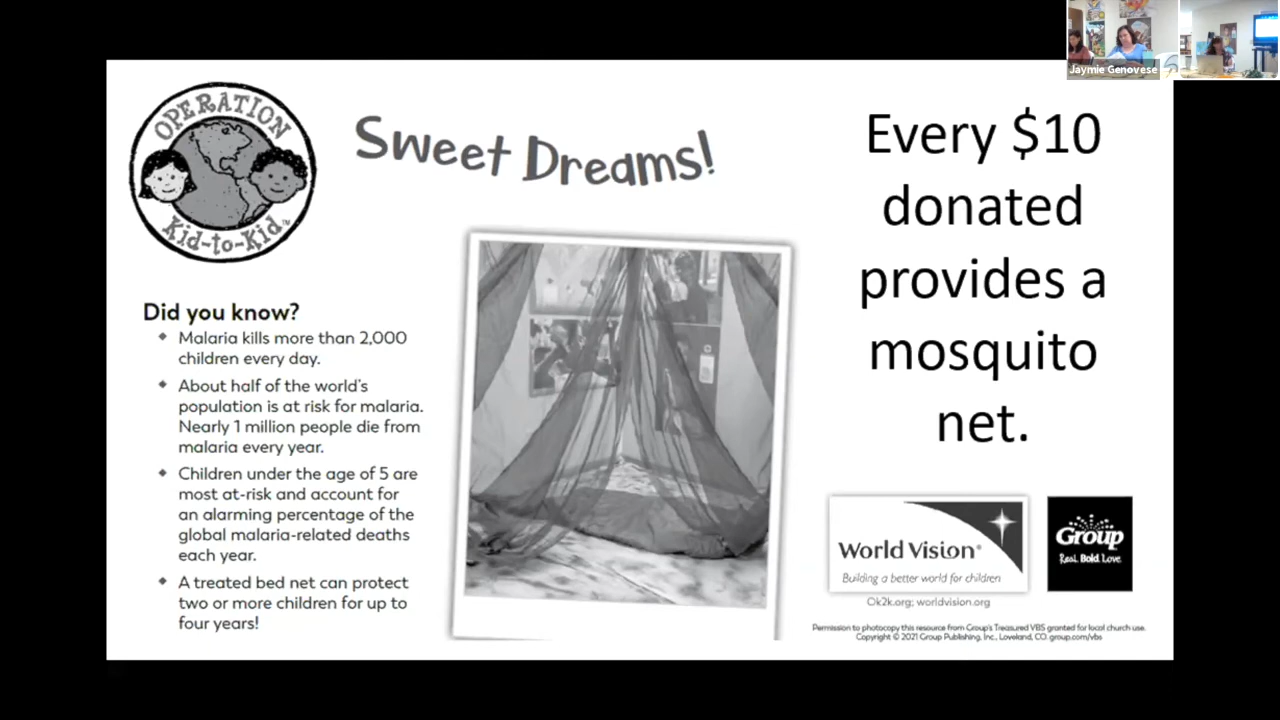 Jaymie Genovese
OPERATION
Kid-to-Kid™
Sweet Dreams!
Every $10
donated
provides a
mosquito
net.
Did you know?
Malaria kills more than 2,000
children every day.
About half of the world's
population is at risk for malaria.
Nearly 1 million people die from
malaria every year.
Children under the age of 5 are
most at-risk and account for
an alarming percentage of the
global malaria-related deaths
each year.
A treated bed net can protect
two or more children for up to
four years!
World Vision®
Building a better world for children
Group
Real. Bold. Love.
Ok2k.org; worldvision.org
Permission to photocopy this resource from Group's Treasured VBS granted for local church use.
Copyright © 2021 Group Publishing, Inc., Loveland, CO. group.com/vbs